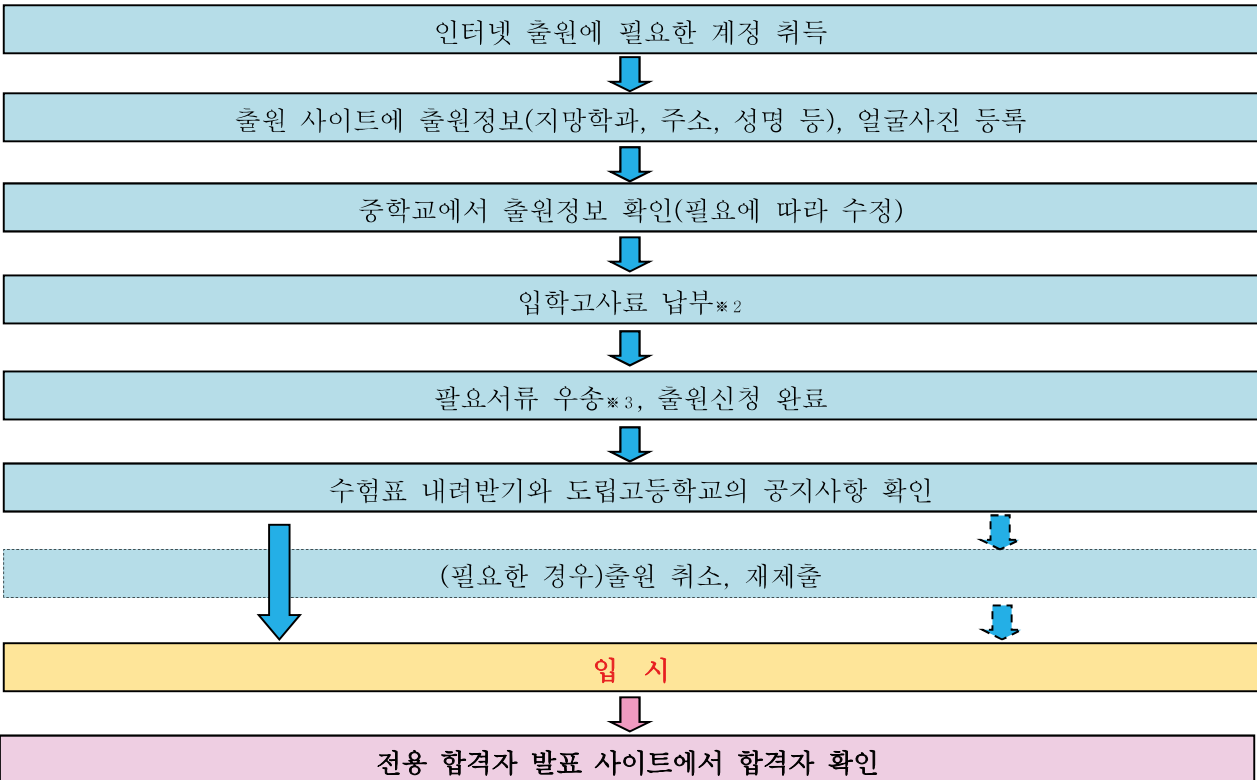 인터넷 출원에 필요한 계정 취득
출원 사이트에 출원정보(지망학과, 주소, 성명 등), 얼굴사진 등록
중학교에서 출원정보 확인(필요에 따라 수정)
입학고사료 납부※2
팔요서류 우송※3, 출원신청 완료
수험표 내려받기와 도립고등학교의 공지사항 확인
(필요한 경우)출원 취소, 재제출
입 시
전용 합격자 발표 사이트에서 합격자 확인